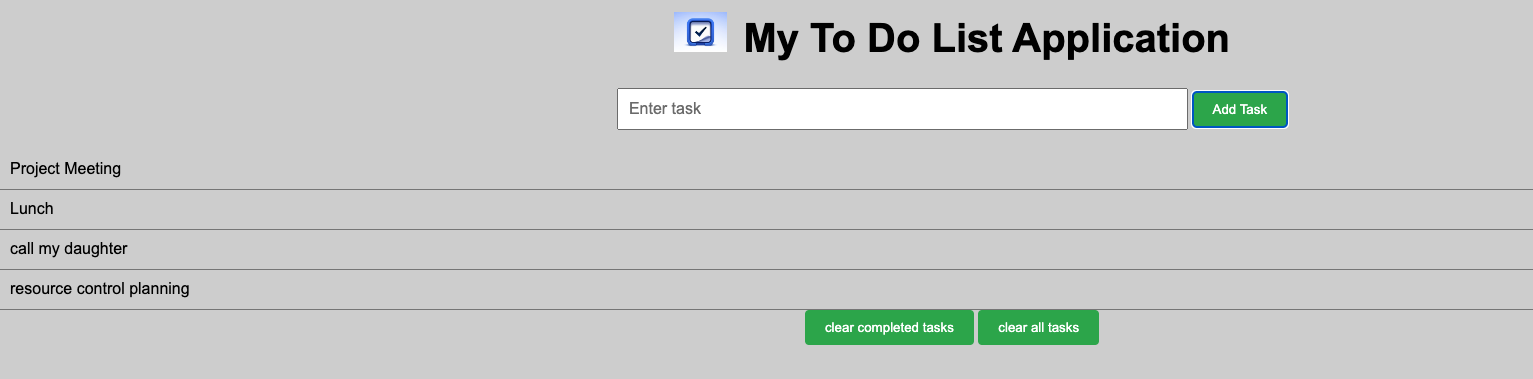 My To Do List Application
Enter task Add Task
Project Meeting
Lunch
call my daughter
resource control planning
clear completed tasks clear all tasks